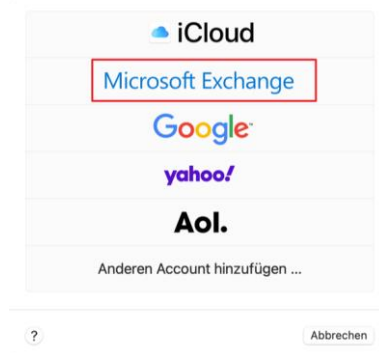 iCloud
Microsoft Exchange
Google
yahoo!
Aol.
Anderen Account hinzufügen ...
? Abbrechen